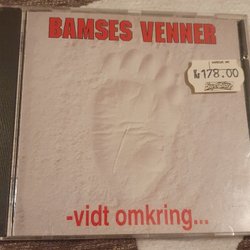 BAMSES VENNER
178.00
-vidt omkring...